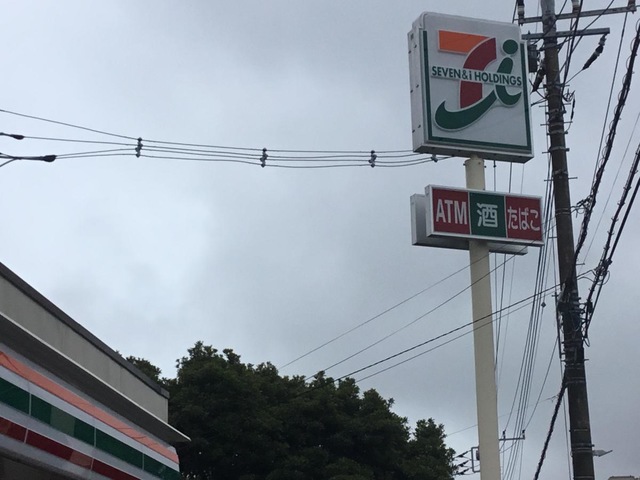 SEVEN&i HOLDINGS
ATM 酒 たばこ